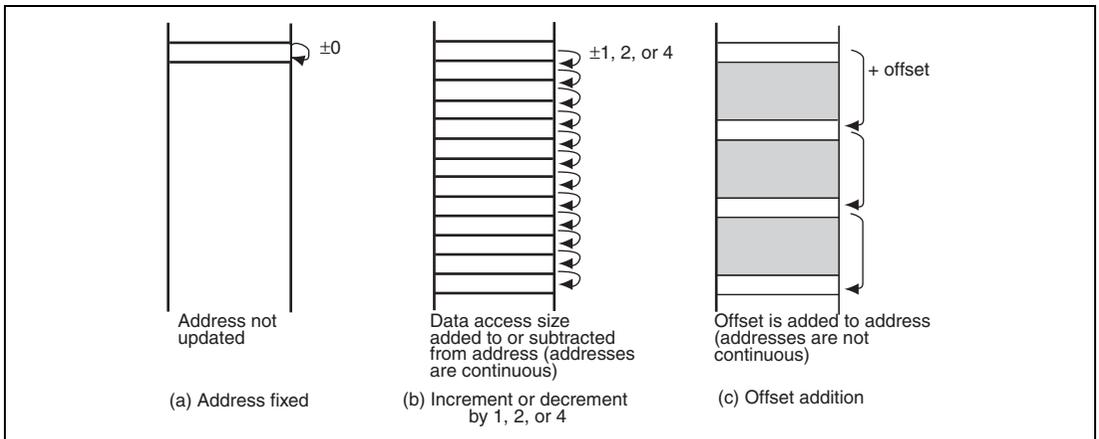 ±0
±1, 2, or 4
+ offset
Address not
updated
Data access size
added to or subtracted
from address (addresses
are continuous)
Offset is added to address
(addresses are not
continuous)
(a) Address fixed
(b) Increment or decrement
by 1, 2, or 4
(c) Offset addition